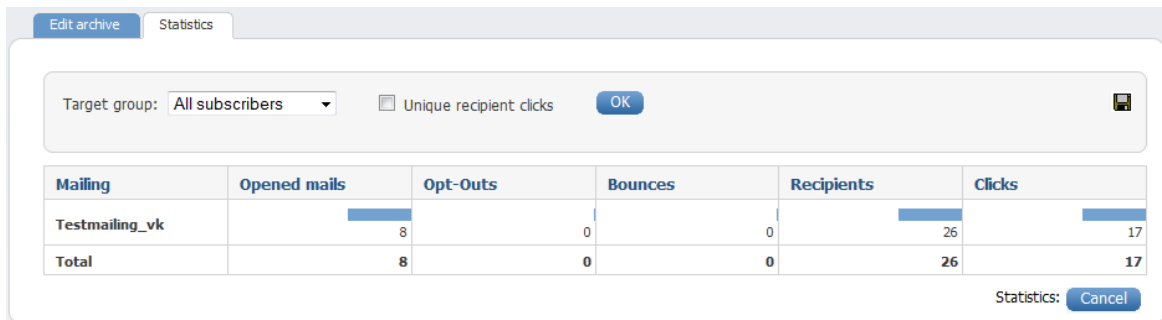 Edit archive Statistics
Target group: All subscribers Unique recipient clicks OK
Mailing Opened mails Opt-Outs Bounces Recipients Clicks
Testmailing_vk 8 0 0 26 17
Total 8 0 0 26 17
Statistics: Cancel